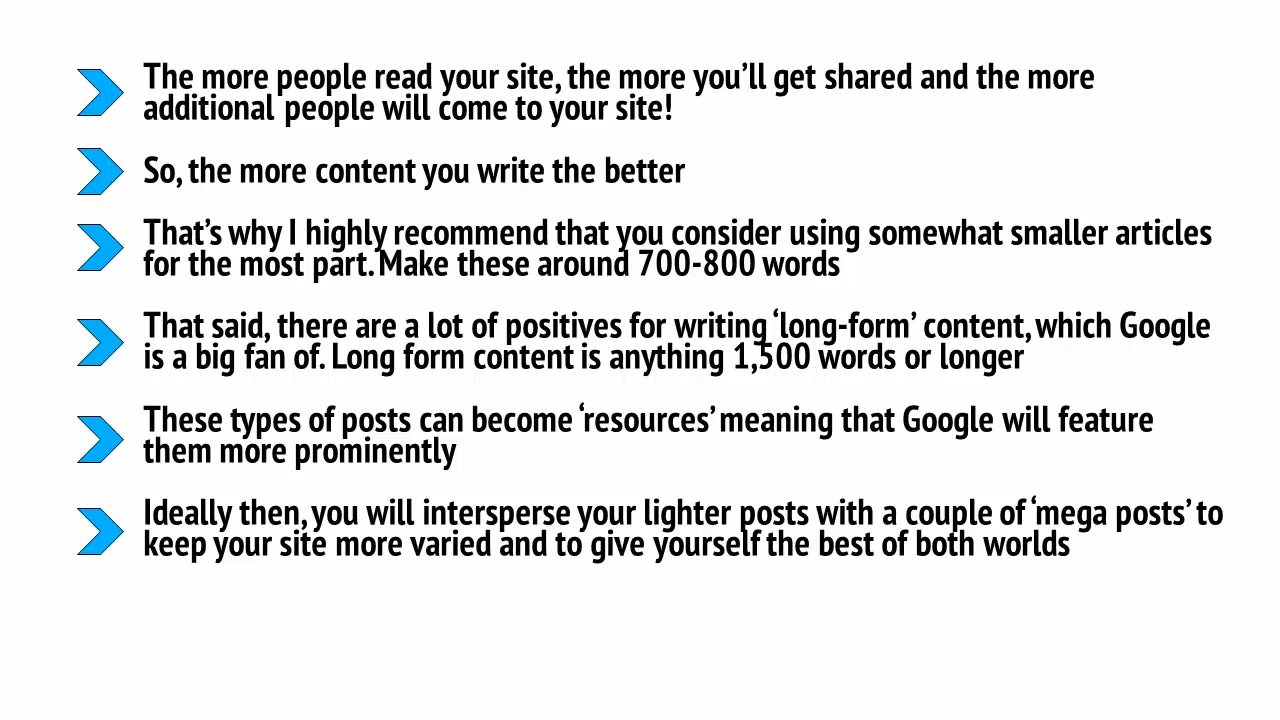 The more people read your site, the more you’ll get shared and the more
additional people will come to your site!
So, the more content you write the better
That’s why I highly recommend that you consider using somewhat smaller articles
for the most part. Make these around 700-800 words
That said, there are a lot of positives for writing ‘long-form’ content, which Google
is a big fan of. Long form content is anything 1,500 words or longer
These types of posts can become ‘resources’ meaning that Google will feature
them more prominently
Ideally then, you will intersperse your lighter posts with a couple of ‘mega posts’ to
keep your site more varied and to give yourself the best of both worlds